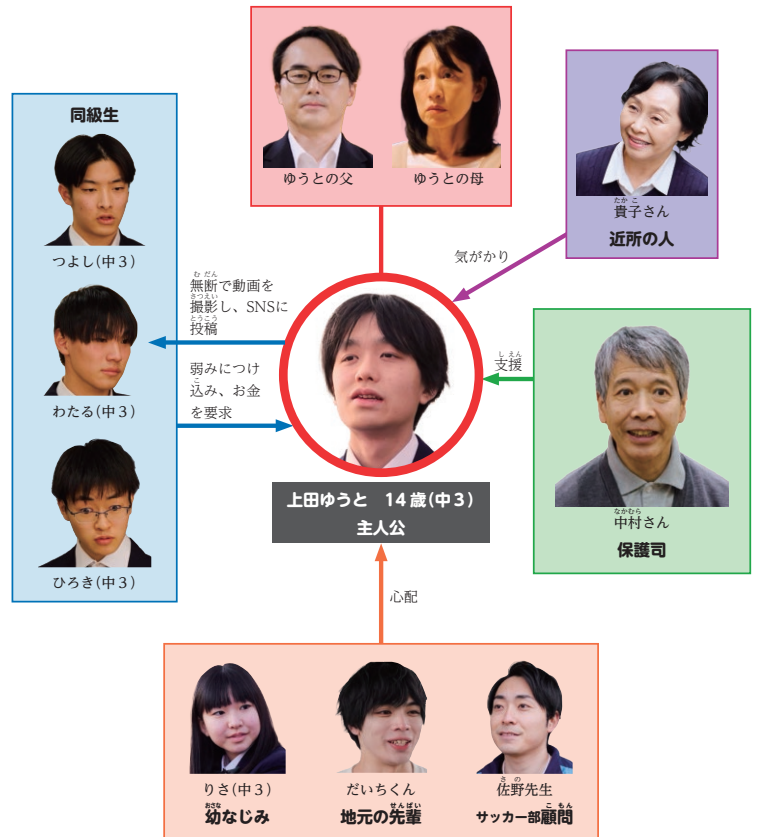 ゆうとの父
ゆうとの母
同級生
つよし(中３)
わたる(中３)
ひろき(中３)
たか こ
貴子さん
近所の人
気がかり
む だん
無断で動画を
さつえい
撮影し、SNSに
とうこう
投稿
弱みにつけ
こ
込み、お金
を要求
し えん
支援
なかむら
中村さん
保護司
上田ゆうと　14歳(中３)
主人公
心配
りさ(中３)
おさな
幼なじみ
だいちくん
せんぱい
地元の先輩
さ の
佐野先生
こ もん
サッカー部顧問